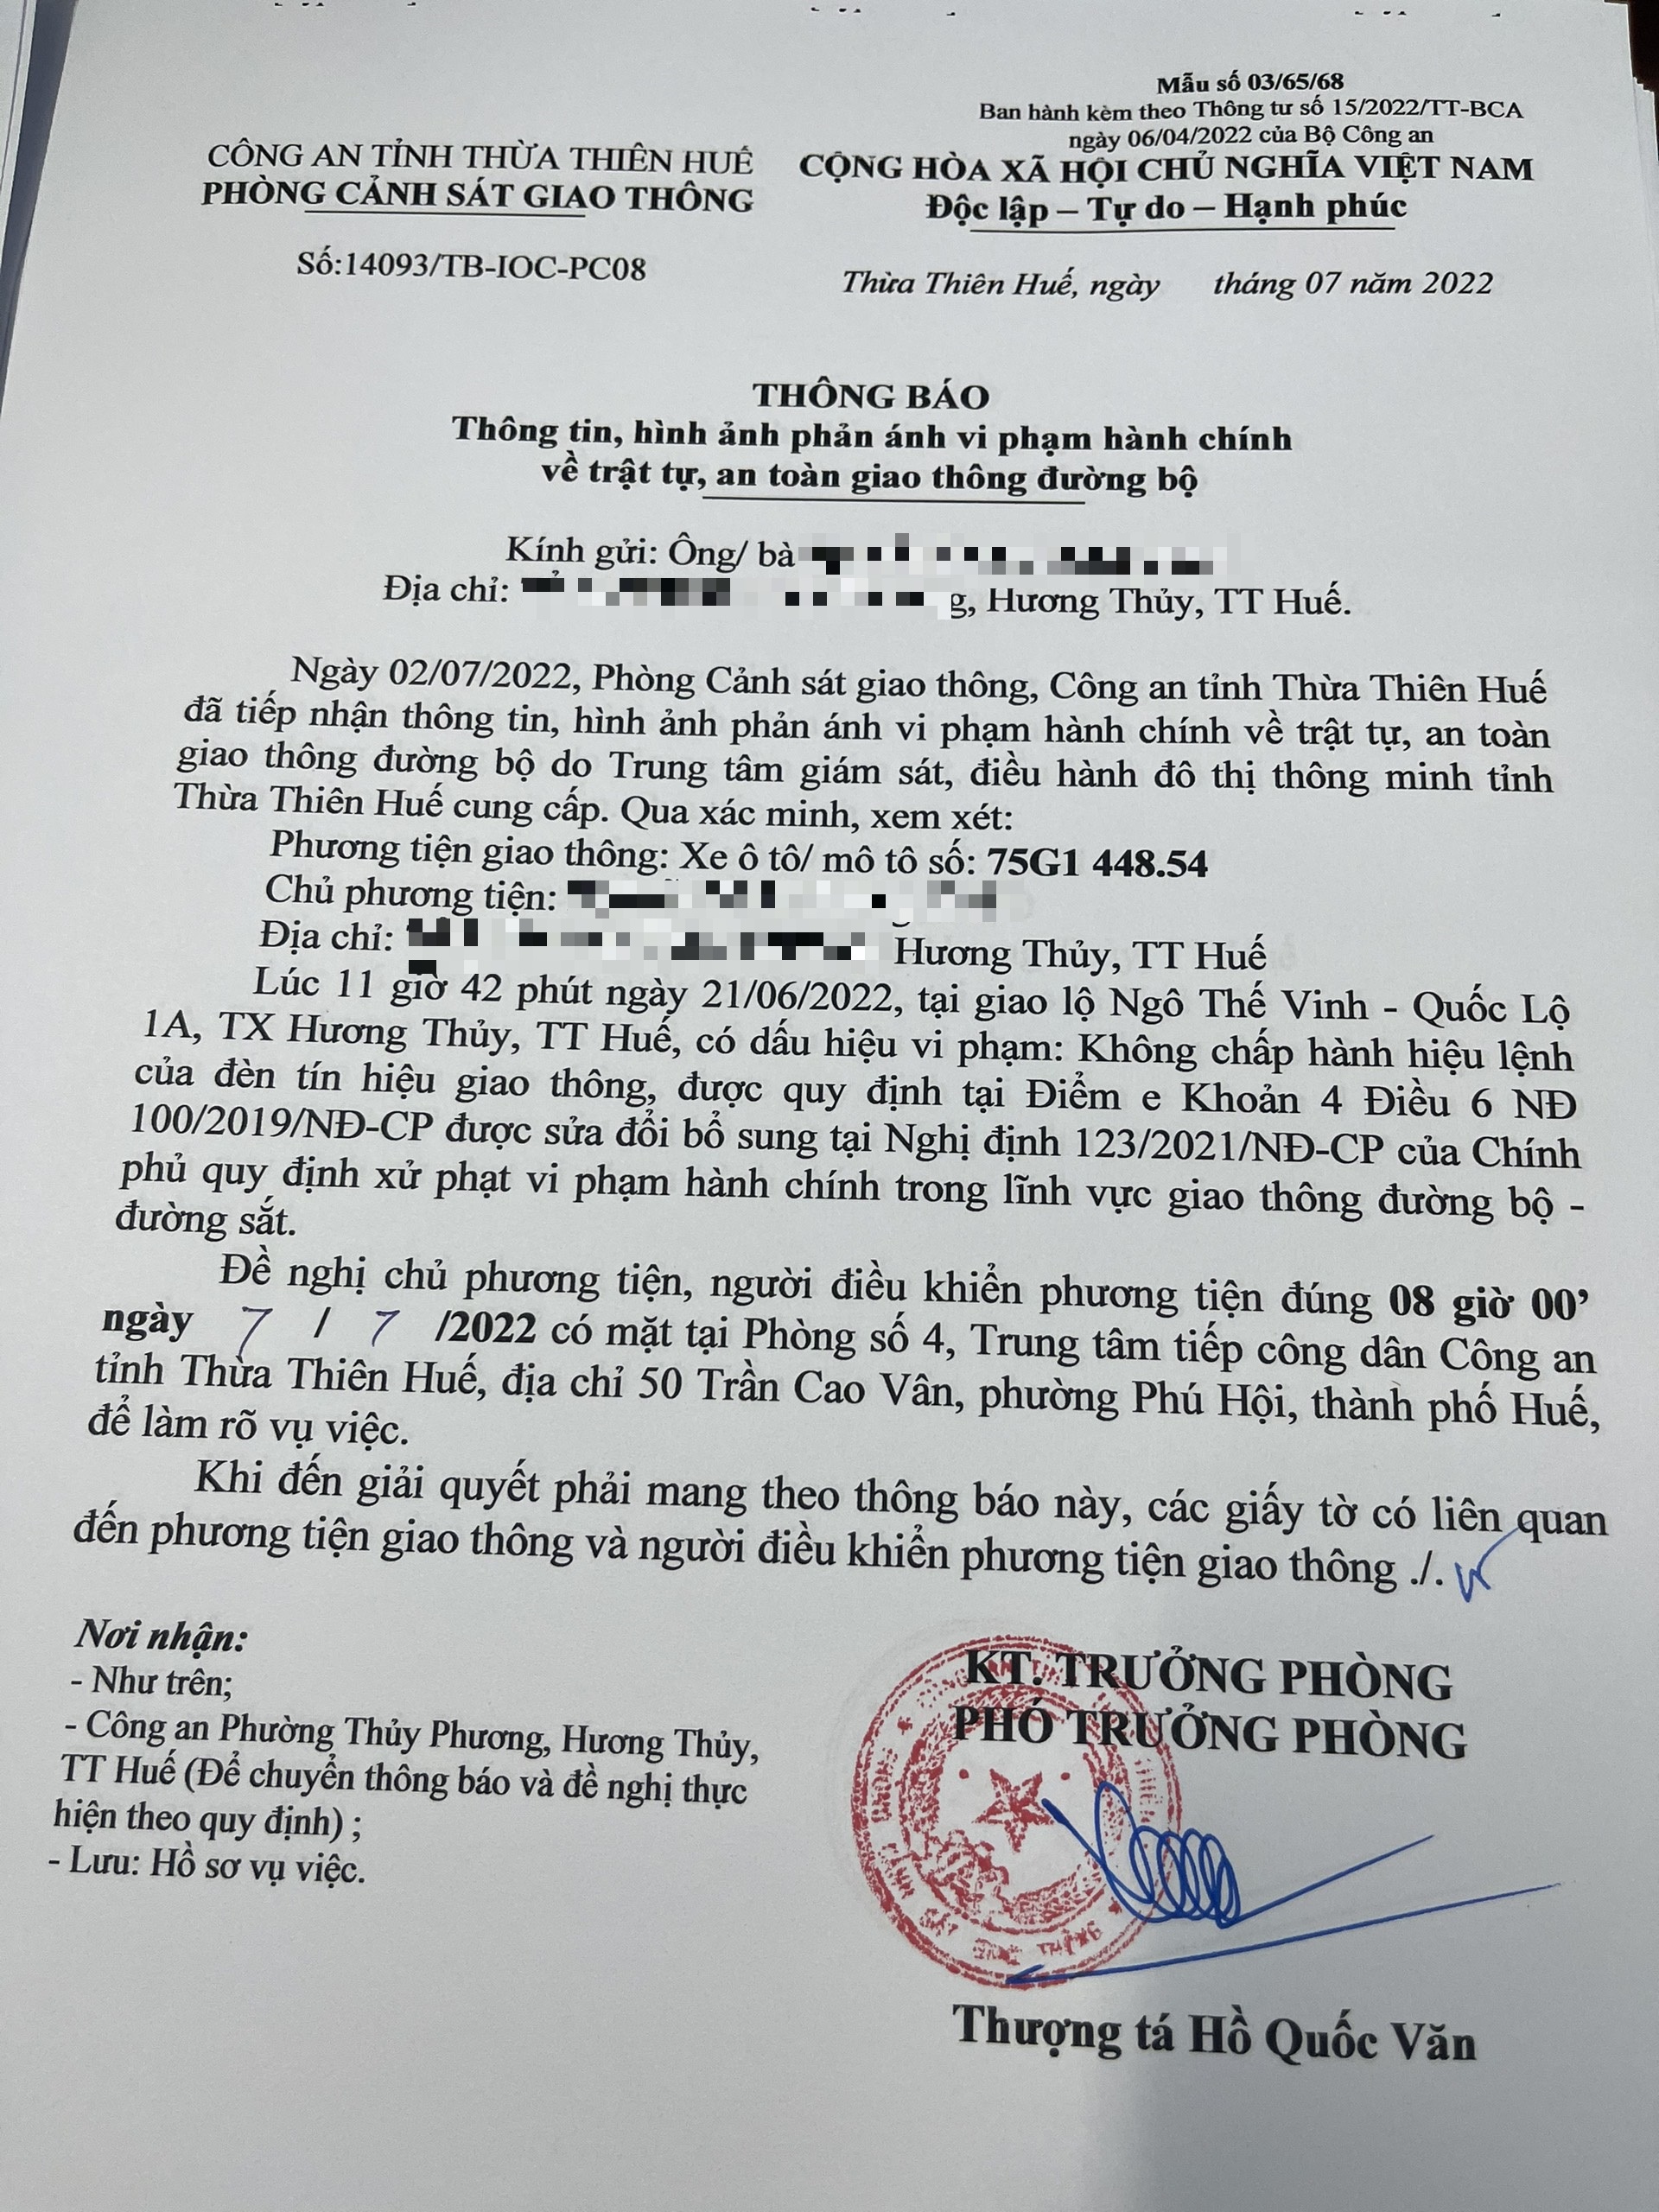 Mẫu số 03/65/68
Ban hành kèm theo Thông tư số 15/2022/TT-BCA
ngày 06/04/2022 của Bộ Công an
CÔNG AN TỈNH THỪA THIÊN HUẾ
PHÒNG CẢNH SÁT GIAO THÔNG
CỘNG HÒA XÃ HỘI CHỦ NGHĨA VIỆT NAM
Độc lập – Tự do – Hạnh phúc
Số:14093/TB-IOC-PC08
Thừa Thiên Huế, ngày tháng 07 năm 2022
THÔNG BÁO
Thông tin, hình ảnh phản ánh vi phạm hành chính
về trật tự, an toàn giao thông đường bộ
Kính gửi: Ông/ bà
Địa chỉ: g, Hương Thủy, TT Huế.
Ngày 02/07/2022, Phòng Cảnh sát giao thông, Công an tỉnh Thừa Thiên Huế
đã tiếp nhận thông tin, hình ảnh phản ánh vi phạm hành chính về trật tự, an toàn
giao thông đường bộ do Trung tâm giám sát, điều hành đô thị thông minh tỉnh
Thừa Thiên Huế cung cấp. Qua xác minh, xem xét:
Phương tiện giao thông: Xe ô tô/ mô tô số: 75G1 448.54
Chủ phương tiện:
Địa chỉ: Hương Thủy, TT Huế
Lúc 11 giờ 42 phút ngày 21/06/2022, tại giao lộ Ngô Thế Vinh - Quốc Lộ
1A, TX Hương Thủy, TT Huế, có dấu hiệu vi phạm: Không chấp hành hiệu lệnh
của đèn tín hiệu giao thông, được quy định tại Điểm e Khoản 4 Điều 6 NĐ
100/2019/NĐ-CP được sửa đổi bổ sung tại Nghị định 123/2021/NĐ-CP của Chính
phủ quy định xử phạt vi phạm hành chính trong lĩnh vực giao thông đường bộ -
đường sắt.
Đề nghị chủ phương tiện, người điều khiển phương tiện đúng 08 giờ 00’
ngày 7 / 7 /2022 có mặt tại Phòng số 4, Trung tâm tiếp công dân Công an
tỉnh Thừa Thiên Huế, địa chỉ 50 Trần Cao Vân, phường Phú Hội, thành phố Huế,
để làm rõ vụ việc.
Khi đến giải quyết phải mang theo thông báo này, các giấy tờ có liên quan
đến phương tiện giao thông và người điều khiển phương tiện giao thông ./.
Nơi nhận:
- Như trên;
- Công an Phường Thủy Phương, Hương Thủy,
TT Huế (Để chuyển thông báo và đề nghị thực
hiện theo quy định) ;
- Lưu: Hồ sơ vụ việc.
KT. TRƯỞNG PHÒNG
PHÓ TRƯỞNG PHÒNG
Thượng tá Hồ Quốc Văn